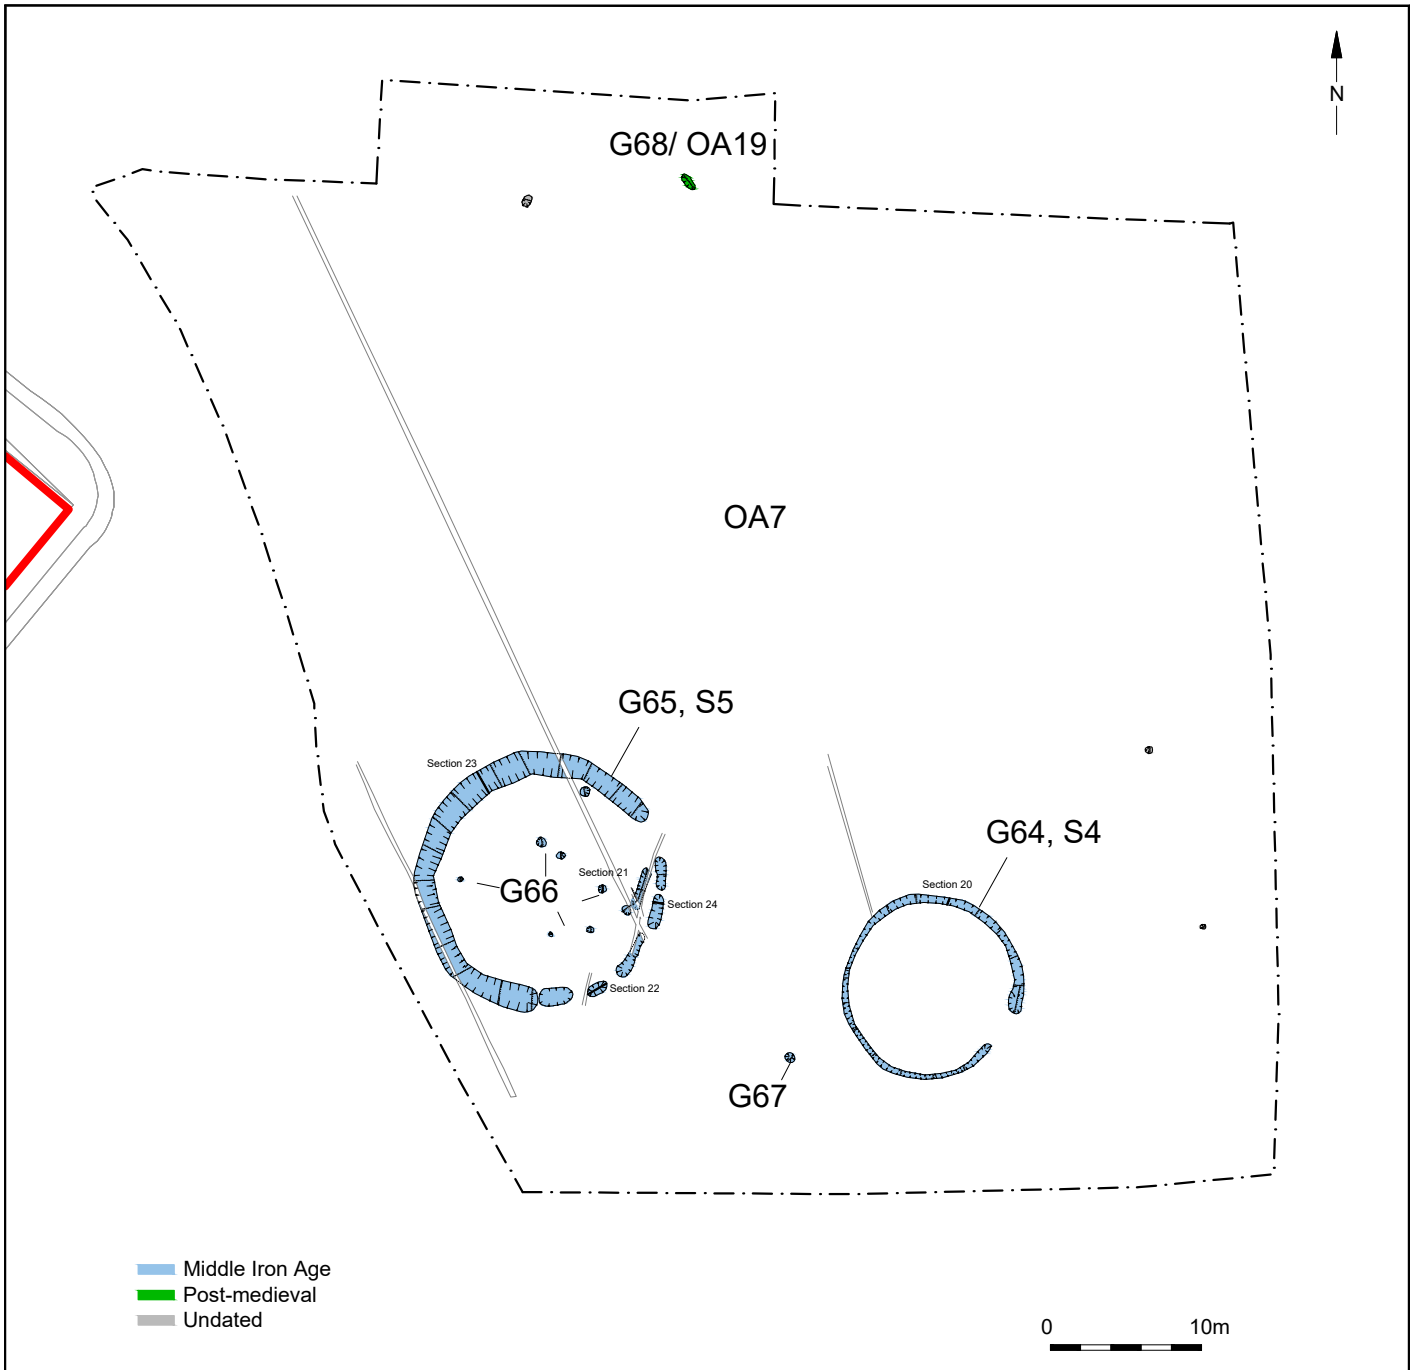 N
G68/ OA19
OA7
G65, S5
Section 23
G64, S4
Section 21
Section 20
G66
Section 24
Section 22
G67
Middle Iron Age
Post-medieval
Undated
0 10m